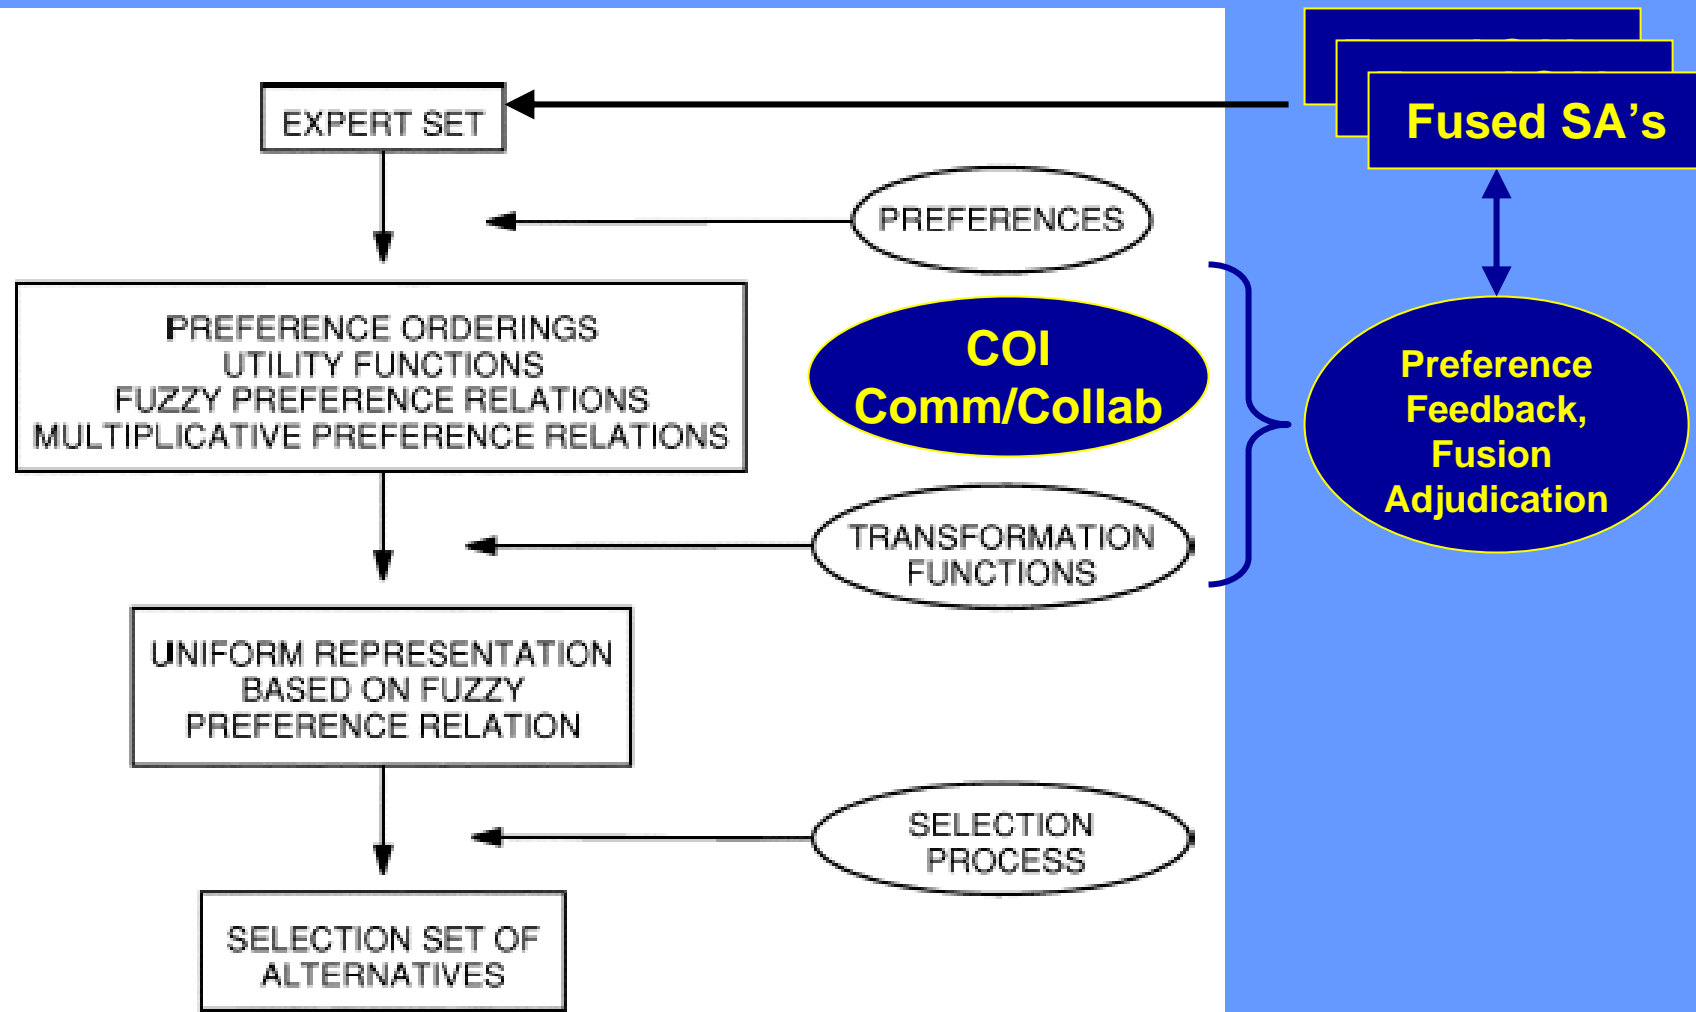 EXPERT SET
Fused SA’s
PREFERENCES
PREFERENCE ORDERINGS
UTILITY FUNCTIONS
FUZZY PREFERENCE RELATIONS
MULTIPLICATIVE PREFERENCE RELATIONS
COI
Comm/Collab
Preference
Feedback,
Fusion
Adjudication
TRANSFORMATION
FUNCTIONS
UNIFORM REPRESENTATION
BASED ON FUZZY
PREFERENCE RELATION
SELECTION
PROCESS
SELECTION SET OF
ALTERNATIVES